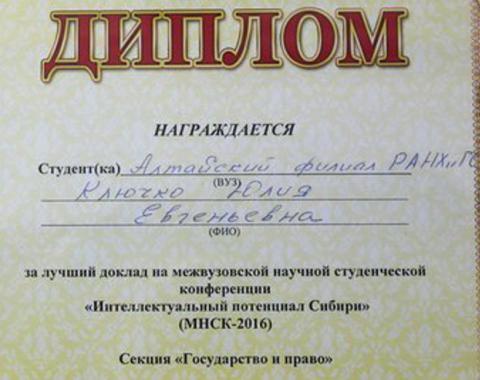 ДИПЛОМ
НАГРАЖДАЕТСЯ
Студент(ка) Алтайский филиал РАНХиГС
(ВУЗ)
Ключко Юлия
Евгеньевна
(ФИО)
за лучший доклад на межвузовской научной студенческой
конференции
«Интеллектуальный потенциал Сибири»
(МНСК-2016)
Секция «Государство и право»